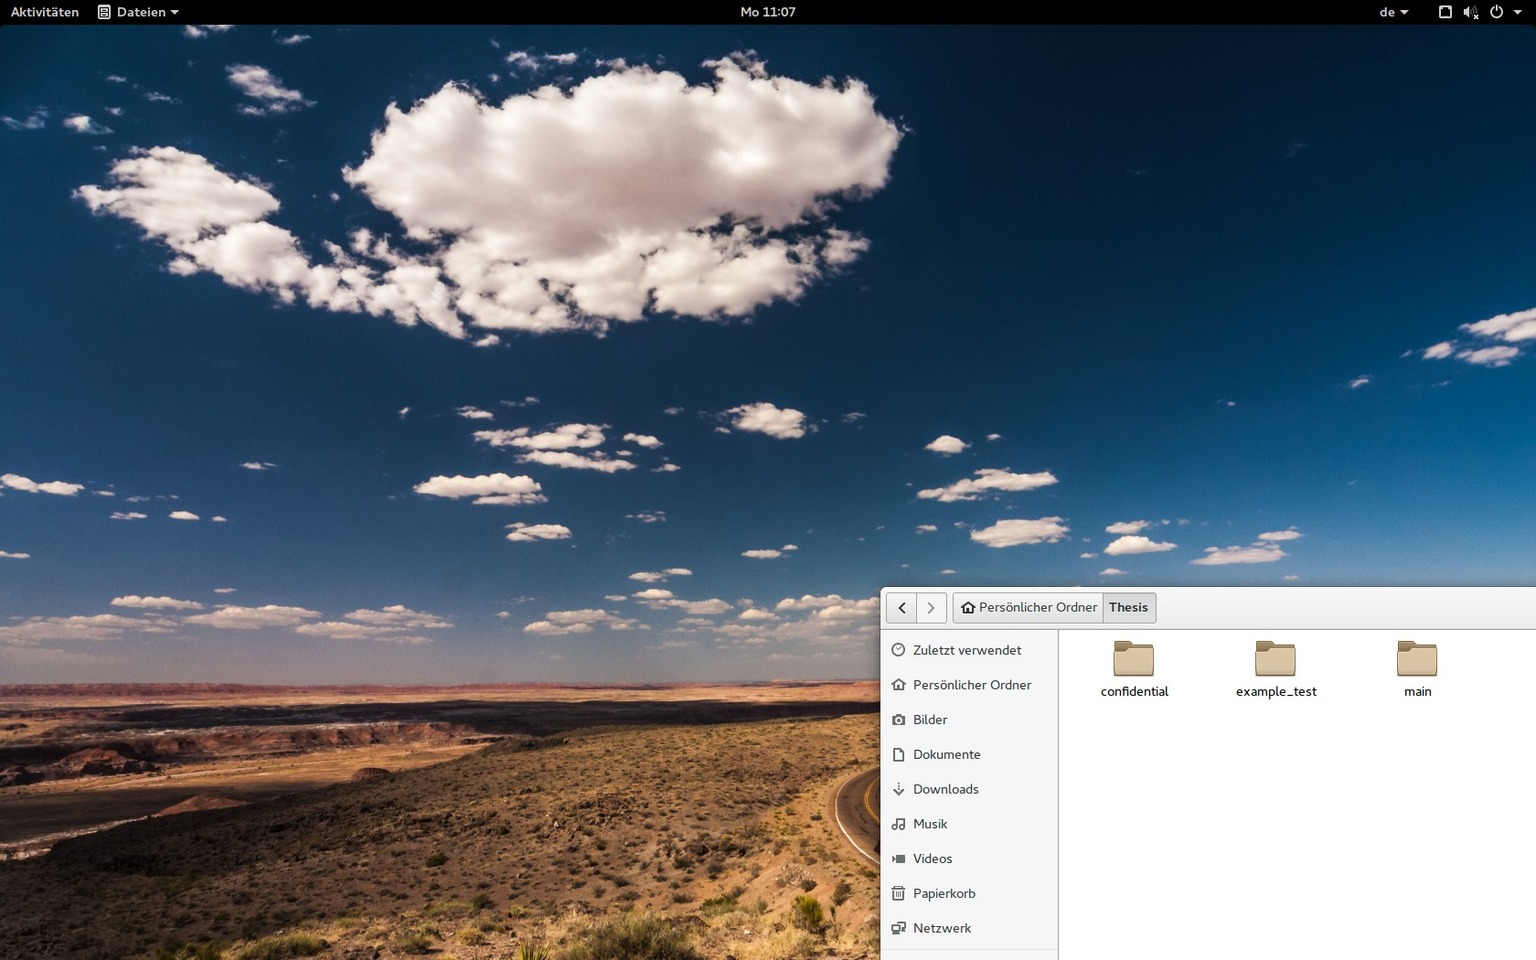 Aktivitäten Dateien Mo 11:07 de
Persönlicher Ordner Thesis
Zuletzt verwendet
Persönlicher Ordner
Bilder
Dokumente
Downloads
Musik
Videos
Papierkorb
Netzwerk
confidential example_test main